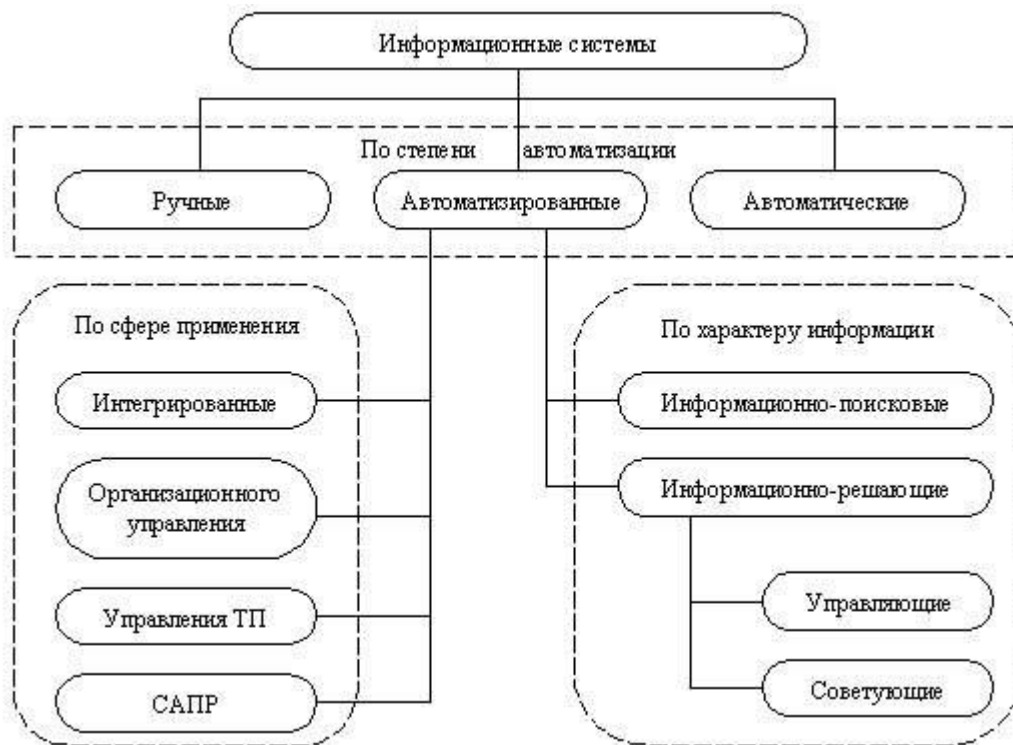 Информационные системы
По степени автоматизации
Ручные
Автоматизированные
Автоматические
По сфере применения
Интегрированные
Организационного
управления
Управления ТП
САПР
По характеру информации
Информационно-поисковые
Информационно-решающие
Управляющие
Советующие